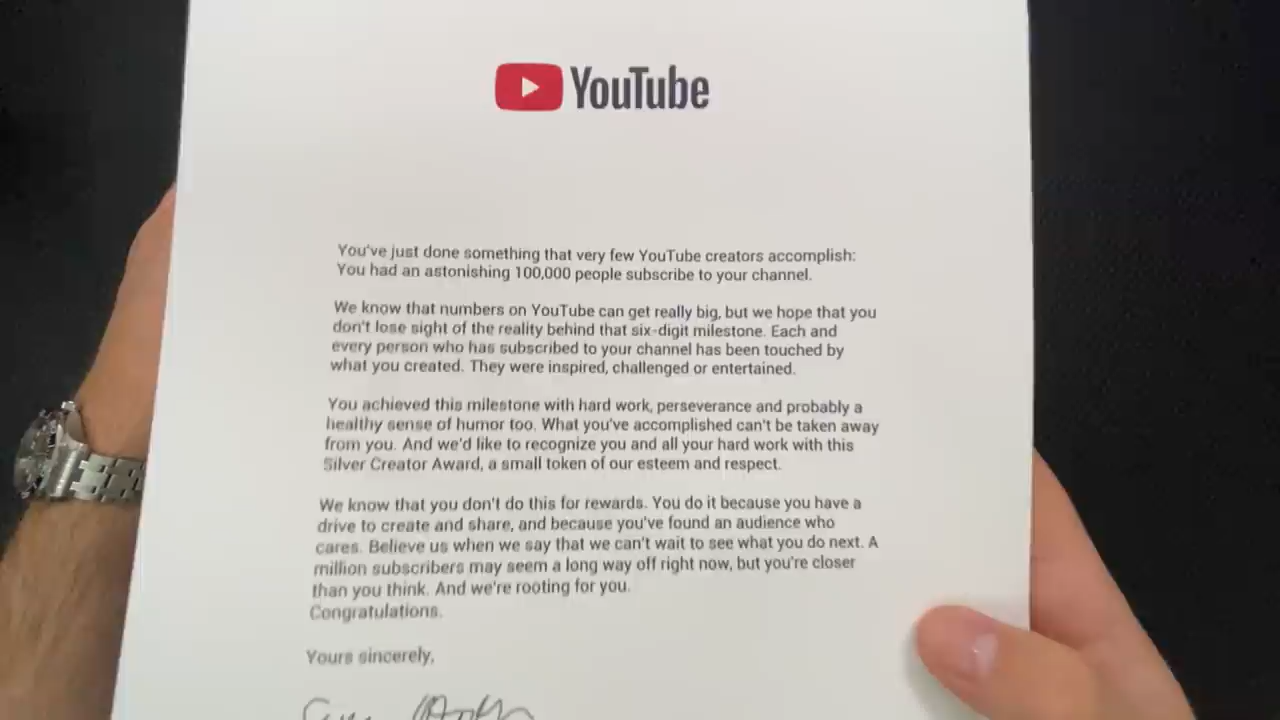 YouTube
You've just done something that very few YouTube creators accomplish:
You had an astonishing 100,000 people subscribe to your channel.
We know that numbers on YouTube can get really big, but we hope that you
don't lose sight of the reality behind that six-digit milestone. Each and
every person who has subscribed to your channel has been touched by
what you created. They were inspired, challenged or entertained.
You achieved this milestone with hard work, perseverance and probably a
healthy sense of humor too. What you've accomplished can't be taken away
from you. And we'd like to recognize you and all your hard work with this
Silver Creator Award, a small token of our esteem and respect.
We know that you don't do this for rewards. You do it because you have a
drive to create and share, and because you've found an audience who
cares. Believe us when we say that we can't wait to see what you do next. A
million subscribers may seem a long way off right now, but you're closer
than you think. And we're rooting for you.
Congratulations.
Yours sincerely,